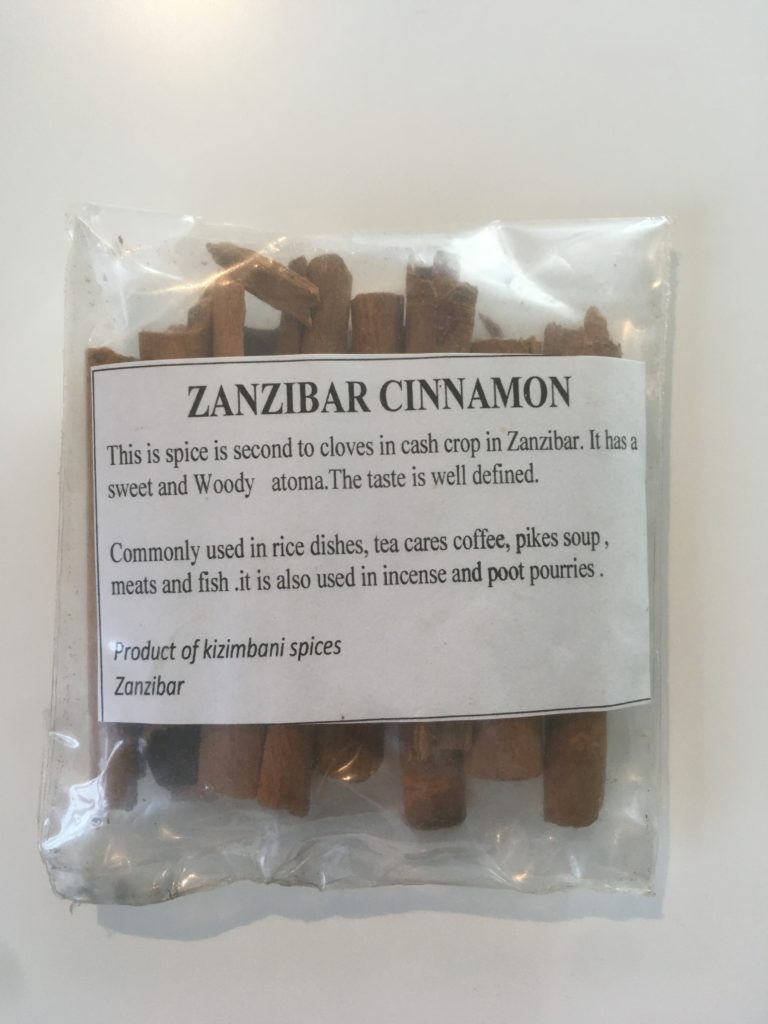 ZANZIBAR CINNAMON
This is spice is second to cloves in cash crop in Zanzibar. It has a
sweet and Woody atoma.The taste is well defined.
Commonly used in rice dishes, tea cares coffee, pikes soup ,
meats and fish .it is also used in incense and poot pourries .
Product of kizimbani spices
Zanzibar